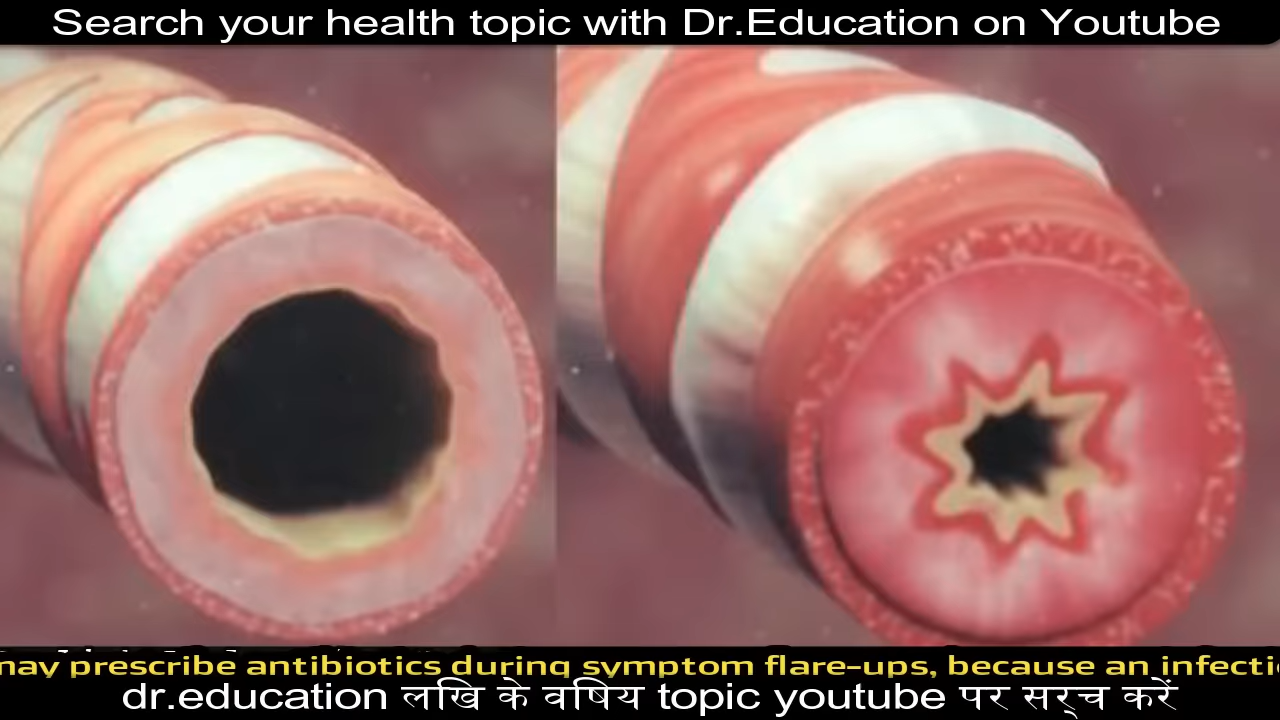 Search your health topic with Dr.Education on Youtube
may prescribe antibiotics during symptom flare-ups, because an infecti
dr.education लखि के वषिय topic youtube पर सर्च करें